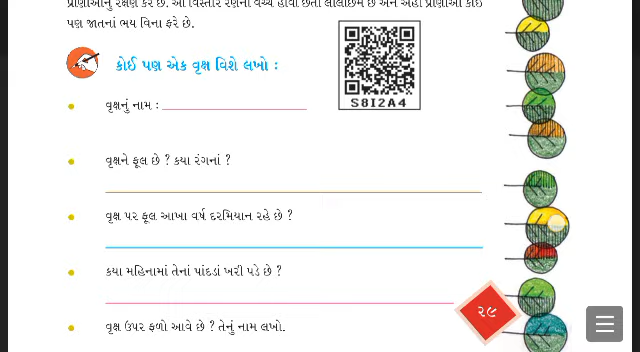 પ્રાણીઓનું રક્ષણ કરે છે. આ વિસ્તાર રણની વચ્ચે હોવા છતાં લીલોછમ છે અને અહીં પ્રાણીઓ કોઈ
પણ જાતનાં ભય વિના ફરે છે.
કોઈ પણ એક વૃક્ષ વિશે લખો :
S8I2A4
વૃક્ષનું નામ :
વૃક્ષને ફૂલ છે ? કયા રંગનાં ?
વૃક્ષ પર ફૂલ આખા વર્ષ દરમિયાન રહે છે ?
કયા મહિનામાં તેનાં પાંદડાં ખરી પડે છે ?
૨૯
વૃક્ષ ઉપર ફળો આવે છે ? તેનું નામ લખો.